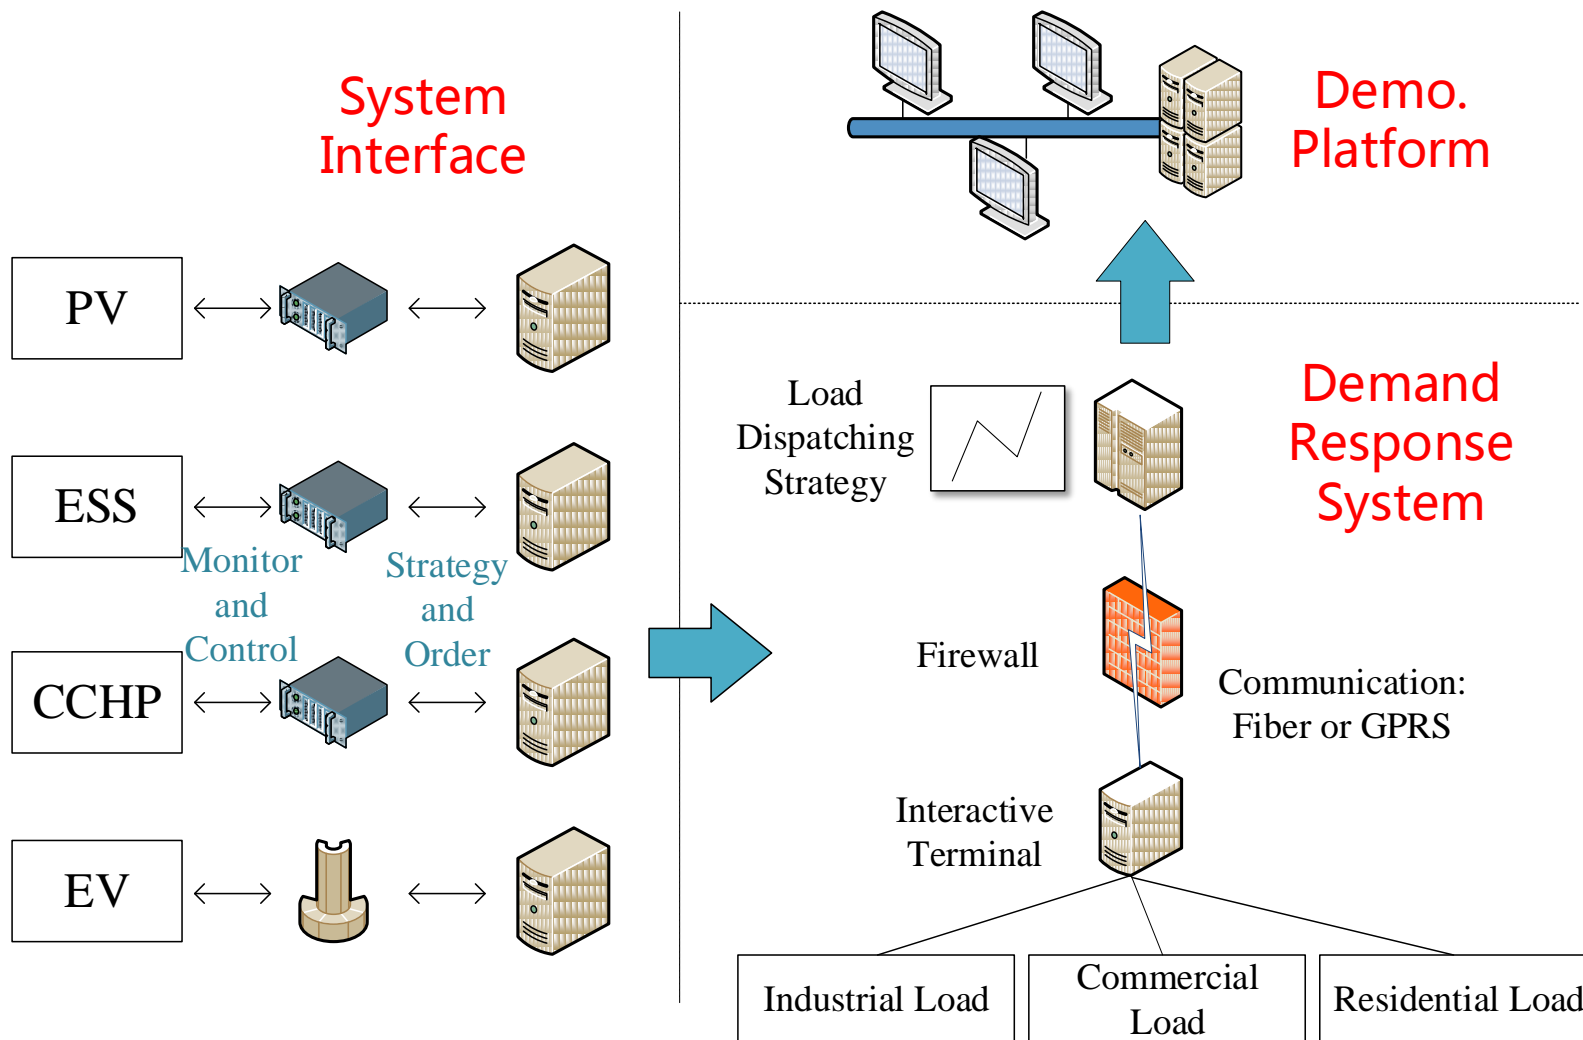 System
Interface
PV
ESS
Monitor
and
Control
Strategy
and
Order
CCHP
EV
Demo.
Platform
Load
Dispatching
Strategy
Demand
Response
System
Firewall
Communication:
Fiber or GPRS
Interactive
Terminal
Industrial Load
Commercial
Load
Residential Load